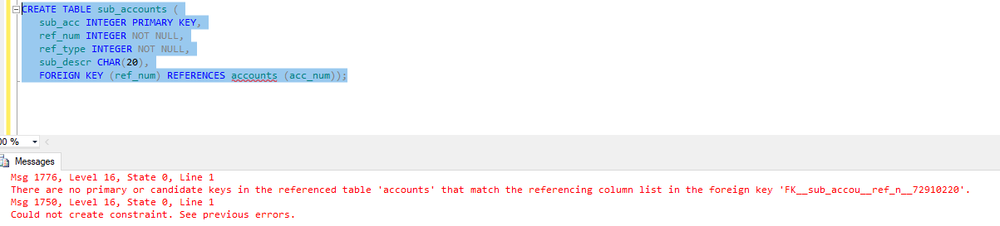 CREATE TABLE sub_accounts (
sub_acc INTEGER PRIMARY KEY,
ref_num INTEGER NOT NULL,
ref_type INTEGER NOT NULL,
sub_descr CHAR(20),
FOREIGN KEY (ref_num) REFERENCES accounts (acc_num));
00 %
Messages
Msg 1776, Level 16, State 0, Line 1
There are no primary or candidate keys in the referenced table 'accounts' that match the referencing column list in the foreign key 'FK__sub_accou__ref_n__72910220'.
Msg 1750, Level 16, State 0, Line 1
Could not create constraint. See previous errors.